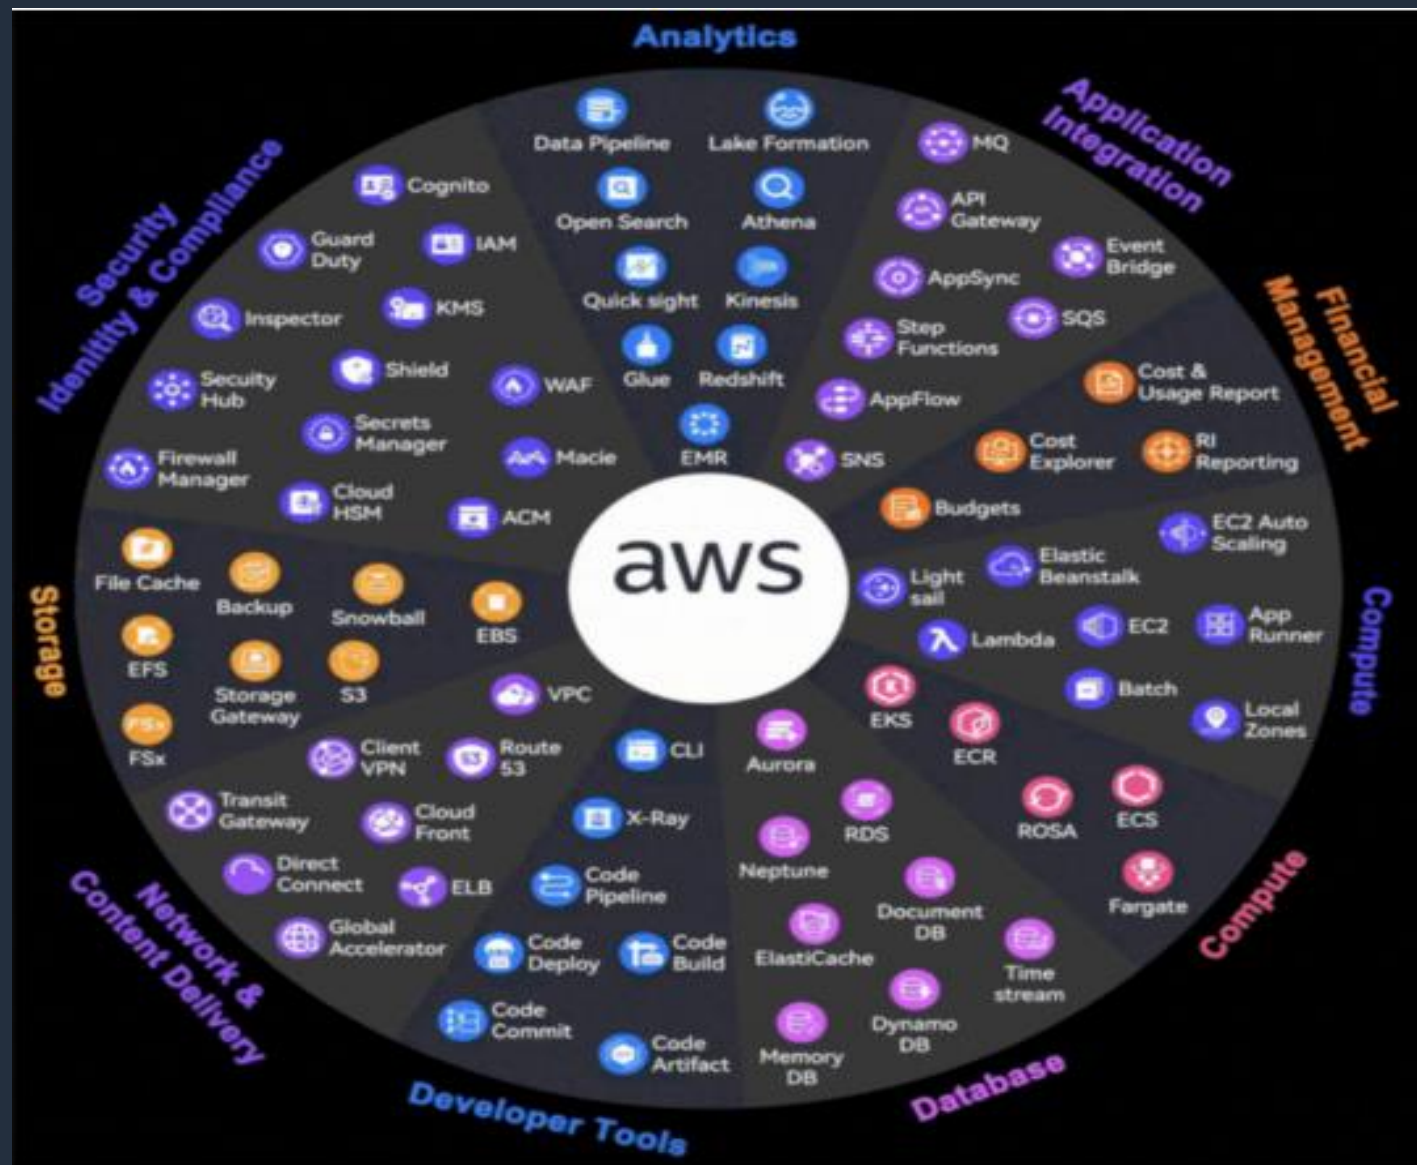 Analytics
Data Pipeline
Lake Formation
Open Search
Athena
Quick sight
Kinesis
Glue
Redshift
EMR
Application
Integration
MQ
API
Gateway
Event
Bridge
AppSync
SQS
Step
Functions
AppFlow
SNS
Financial
Management
Cost &
Usage Report
Cost
Explorer
RI
Reporting
Budgets
Compute
EC2 Auto
Scaling
Elastic
Beanstalk
Light
sail
App
Runner
EC2
Lambda
Batch
Local
Zones
Compute
EKS
ECR
ROSA
ECS
Fargate
Database
Aurora
RDS
Neptune
Document
DB
ElastiCache
Time
stream
Dynamo
DB
Memory
DB
Developer Tools
CLI
X-Ray
Code
Pipeline
Code
Deploy
Code
Build
Code
Commit
Code
Artifact
Network &
Content Delivery
VPC
Client
VPN
Route
53
53
Transit
Gateway
Cloud
Front
Direct
Connect
ELB
Global
Accelerator
Storage
File Cache
Backup
Snowball
EBS
EFS
Storage
Gateway
S3
FSx
FSx
Security
Idenitity & Compliance
Cognito
Guard
Duty
IAM
Inspector
KMS
Secuity
Hub
Shield
WAF
Secrets
Manager
Firewall
Manager
Macie
Cloud
HSM
ACM
aws